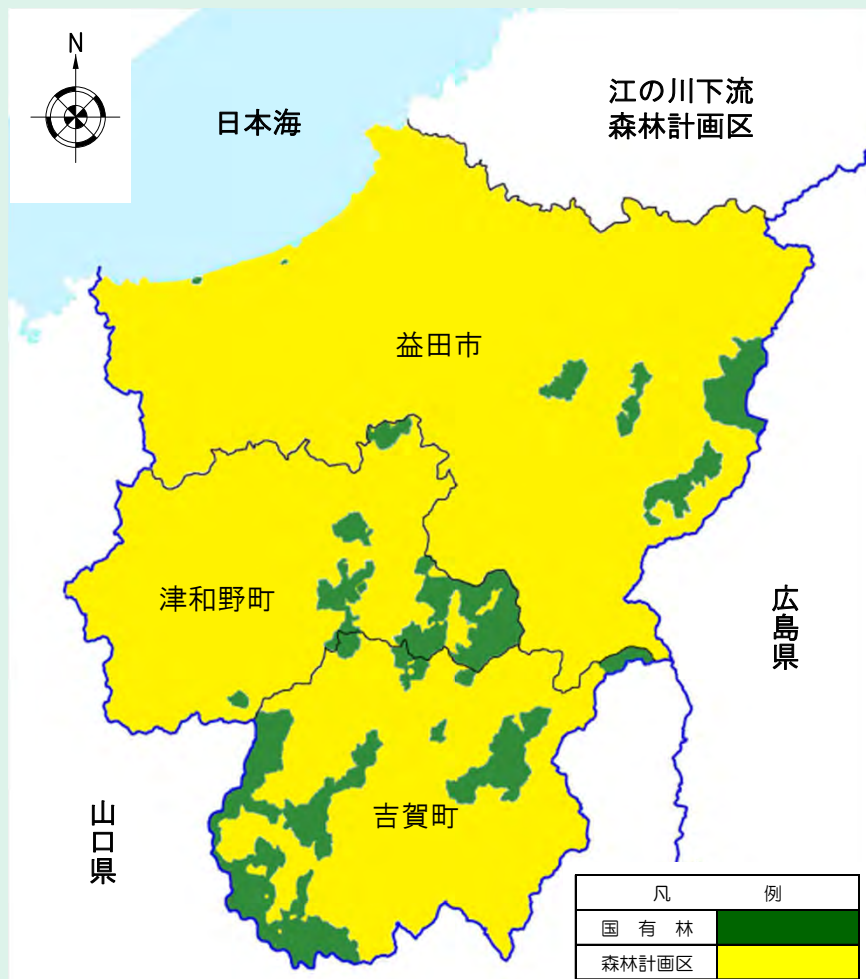 N
日本海
江の川下流
森林計画区
益田市
津和野町
広島県
吉賀町
山口県
凡 例
国 有 林
森林計画区